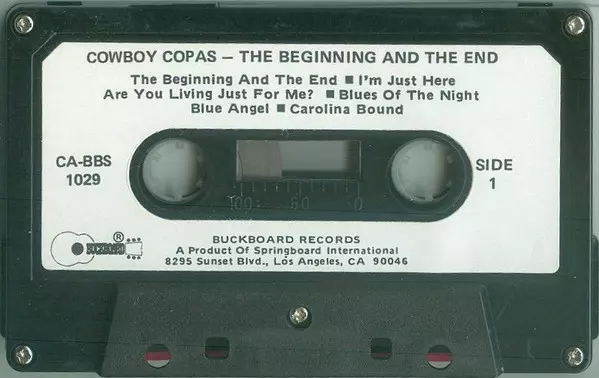 COWBOY COPAS – THE BEGINNING AND THE END
The Beginning And The End ■ I'm Just Here
Are You Living Just For Me? ■ Blues Of The Night
Blue Angel ■ Carolina Bound
CA-BBS
1029
SIDE
1
100 50 0
BUCKBOARD ®
BUCKBOARD RECORDS
A Product Of Springboard International
8295 Sunset Blvd., Los Angeles, CA 90046